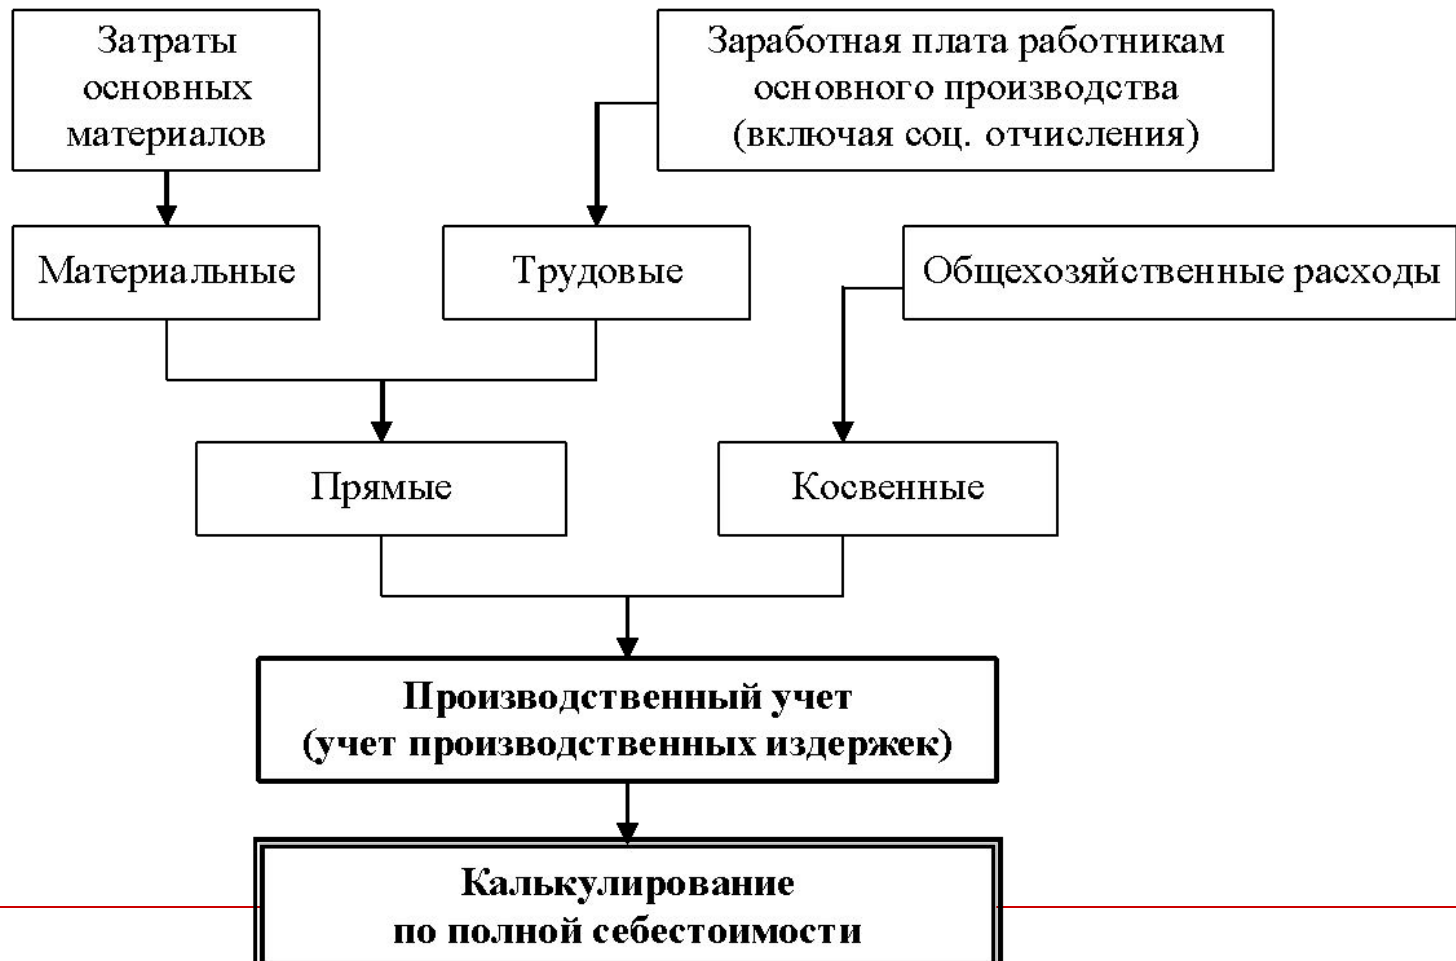 Затраты
основных
материалов
Заработная плата работникам
основного производства
(включая соц. отчисления)
Материальные
Трудовые
Общехозяйственные расходы
Прямые
Косвенные
Производственный учет
(учет производственных издержек)
Калькулирование
по полной себестоимости